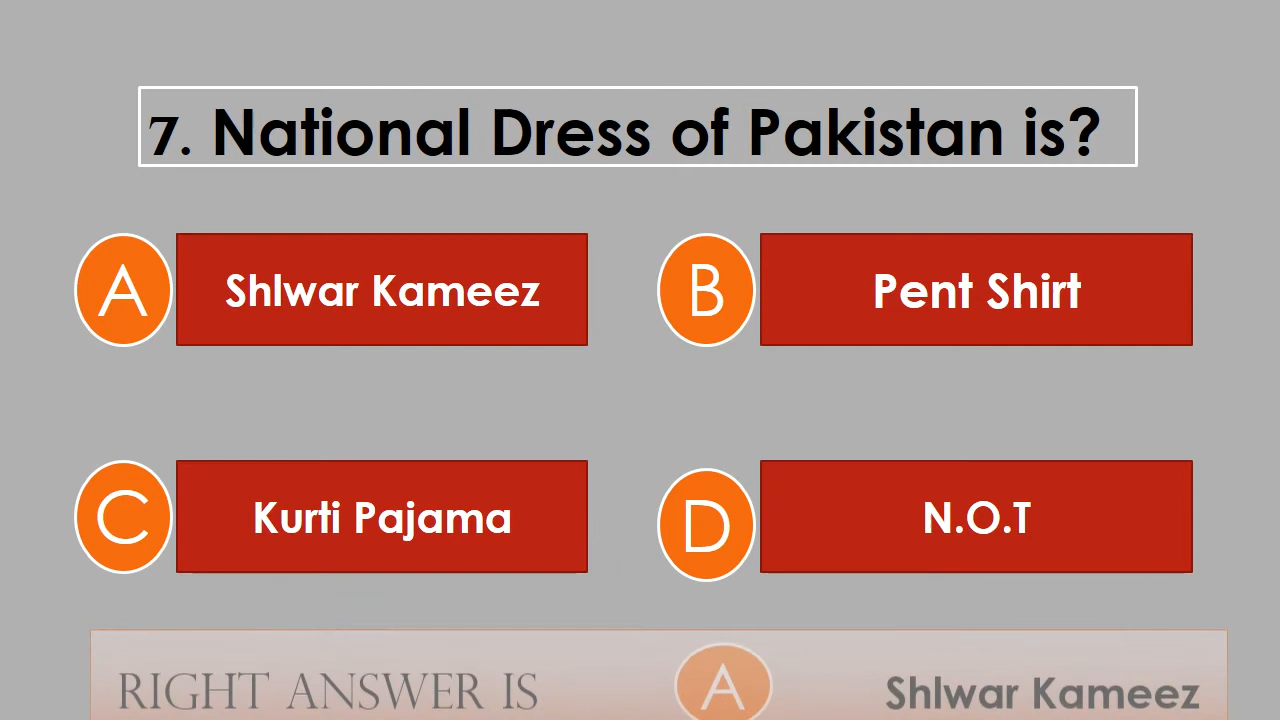 7. National Dress of Pakistan is?
A Shlwar Kameez
B Pent Shirt
C Kurti Pajama
D N.O.T
RIGHT ANSWER IS A Shlwar Kameez